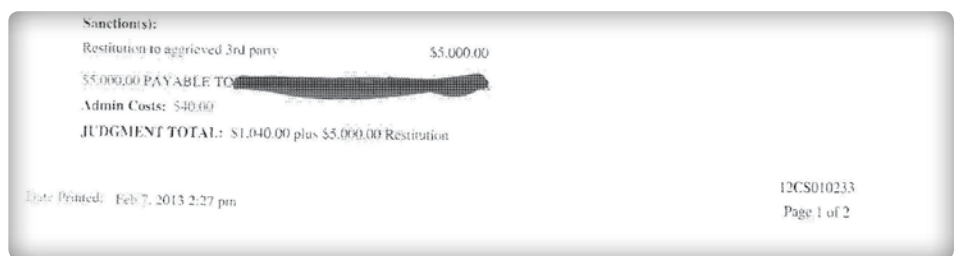 Sanction(s):
Restitution to aggrieved 3rd party $5,000.00
$5,000.00 PAYABLE TO
Admin Costs: $40.00
JUDGMENT TOTAL: $1,040.00 plus $5,000.00 Restitution
12CS010233
Date Printed: Feb 7, 2013 2:27 pm
Page 1 of 2